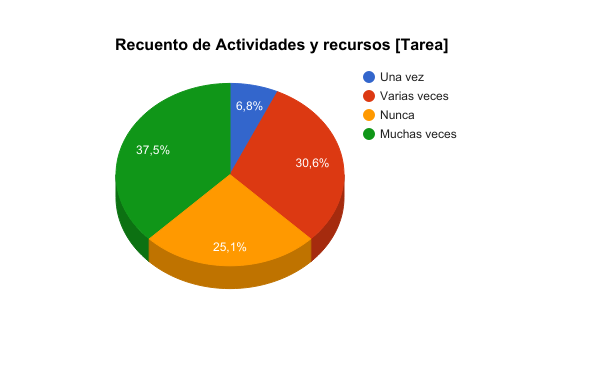 Recuento de Actividades y recursos [Tarea]
Una vez
Varias veces
Nunca
Muchas veces
6,8%
30,6%
37,5%
25,1%